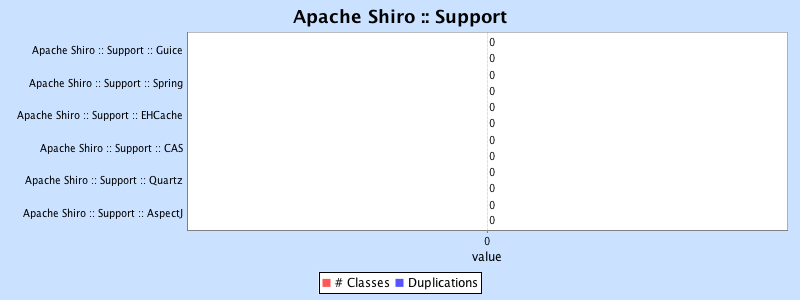 Apache Shiro :: Support
Apache Shiro :: Support :: Guice
0
0
Apache Shiro :: Support :: Spring
0
0
Apache Shiro :: Support :: EHCache
0
0
Apache Shiro :: Support :: CAS
0
0
Apache Shiro :: Support :: Quartz
0
0
Apache Shiro :: Support :: AspectJ
0
0
0
value
# Classes Duplications